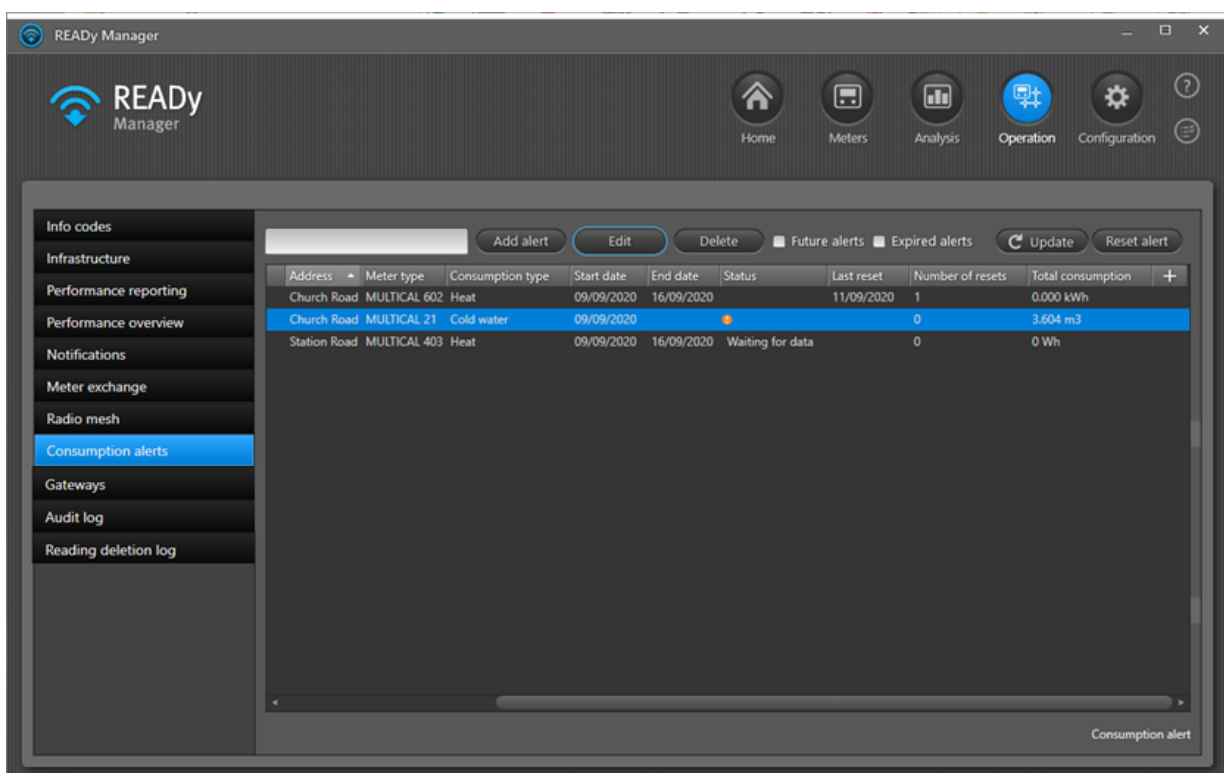 READy Manager
READy
Manager
Home Meters Analysis Operation Configuration
Info codes
Infrastructure
Performance reporting
Performance overview
Notifications
Meter exchange
Radio mesh
Consumption alerts
Gateways
Audit log
Reading deletion log
Add alert Edit Delete Future alerts Expired alerts Update Reset alert
Address Meter type Consumption type Start date End date Status Last reset Number of resets Total consumption +
Church Road MULTICAL 602 Heat 09/09/2020 16/09/2020 11/09/2020 1 0.000 kWh
Church Road MULTICAL 21 Cold water 09/09/2020 0 3.604 m3
Station Road MULTICAL 403 Heat 09/09/2020 16/09/2020 Waiting for data 0 0 Wh
Consumption alert